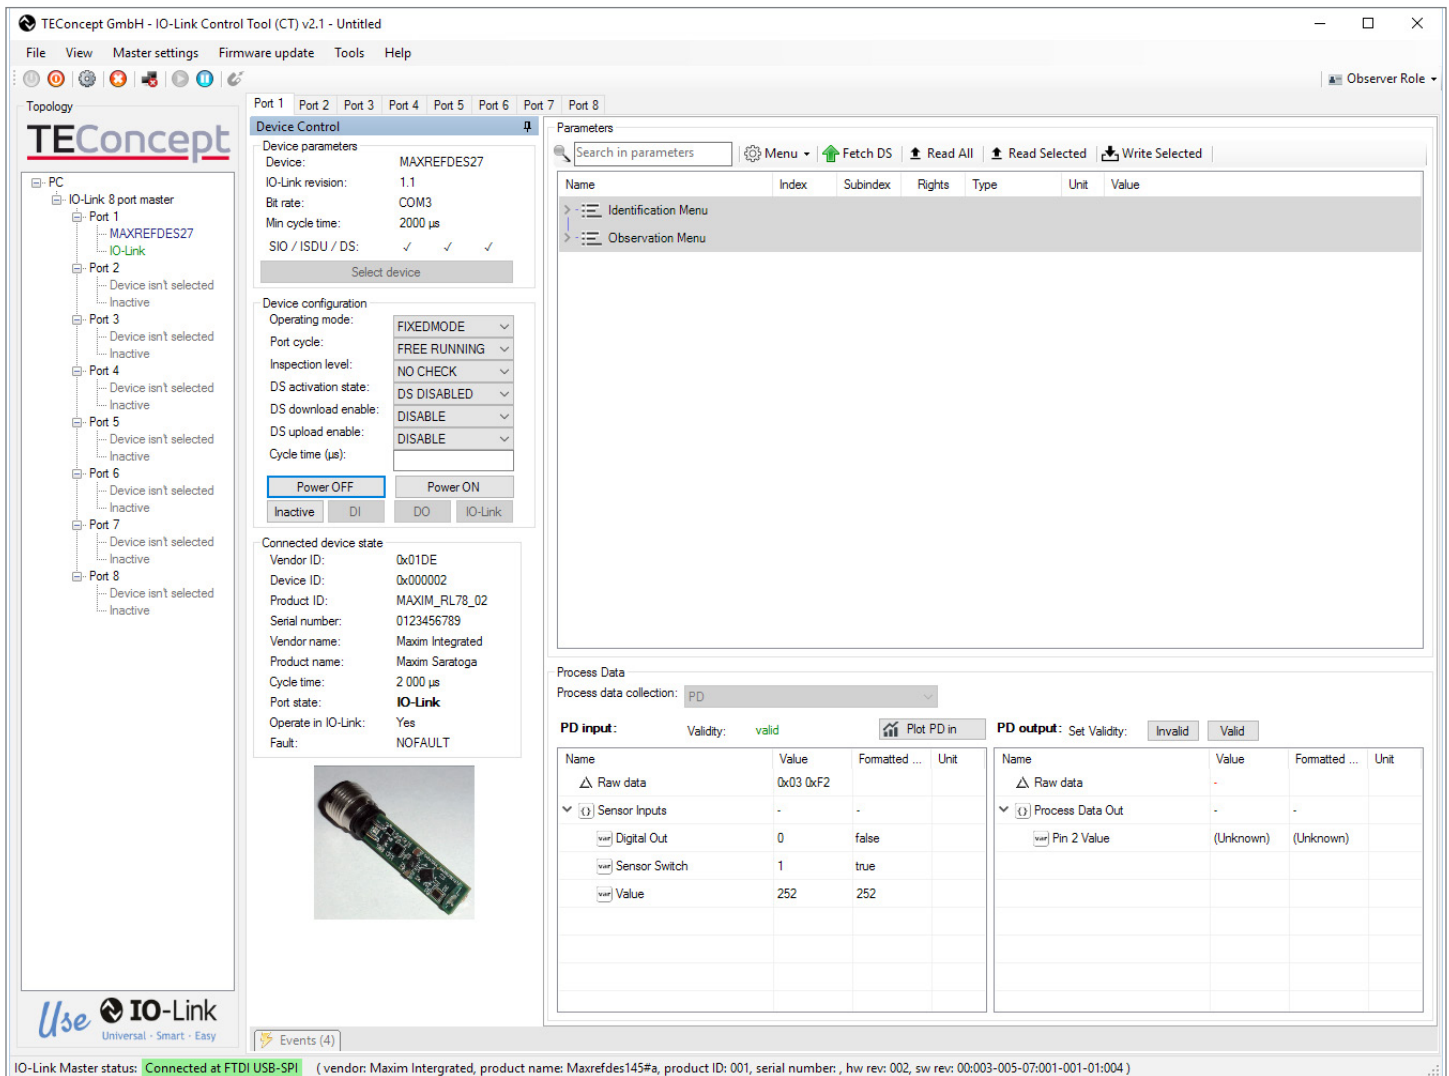 TEConcept GmbH - IO-Link Control Tool (CT) v2.1 - Untitled
File View Master settings Firmware update Tools Help
Observer Role
Topology
TEConcept
PC
IO-Link 8 port master
Port 1
MAXREFDES27
IO-Link
Port 2
Device isn't selected
Inactive
Port 3
Device isn't selected
Inactive
Port 4
Device isn't selected
Inactive
Port 5
Device isn't selected
Inactive
Port 6
Device isn't selected
Inactive
Port 7
Device isn't selected
Inactive
Port 8
Device isn't selected
Inactive
Use IO-Link
Universal - Smart - Easy
Port 1 Port 2 Port 3 Port 4 Port 5 Port 6 Port 7 Port 8
Device Control
Device parameters
Device: MAXREFDES27
IO-Link revision: 1.1
Bit rate: COM3
Min cycle time: 2000 µs
SIO / ISDU / DS: ✓ ✓ ✓
Select device
Device configuration
Operating mode: FIXEDMODE
Port cycle: FREE RUNNING
Inspection level: NO CHECK
DS activation state: DS DISABLED
DS download enable: DISABLE
DS upload enable: DISABLE
Cycle time (µs):
Power OFF Power ON
Inactive DI DO IO-Link
Connected device state
Vendor ID: 0x01DE
Device ID: 0x000002
Product ID: MAXIM_RL78_02
Serial number: 0123456789
Vendor name: Maxim Integrated
Product name: Maxim Saratoga
Cycle time: 2 000 µs
Port state: IO-Link
Operate in IO-Link: Yes
Fault: NOFAULT
Events (4)
Parameters
Search in parameters Menu Fetch DS Read All Read Selected Write Selected
Name Index Subindex Rights Type Unit Value
Identification Menu
Observation Menu
Process Data
Process data collection: PD
PD input: Validity: valid Plot PD in
Name Value Formatted ... Unit
Raw data 0x03 0xF2
{} Sensor Inputs - -
var Digital Out 0 false
var Sensor Switch 1 true
var Value 252 252
PD output: Set Validity: Invalid Valid
Name Value Formatted ... Unit
Raw data -
{} Process Data Out - -
var Pin 2 Value (Unknown) (Unknown)
IO-Link Master status: Connected at FTDI USB-SPI ( vendor: Maxim Intergrated, product name: Maxrefdes145#a, product ID: 001, serial number: , hw rev: 002, sw rev: 00:003-005-07:001-001-01:004 )